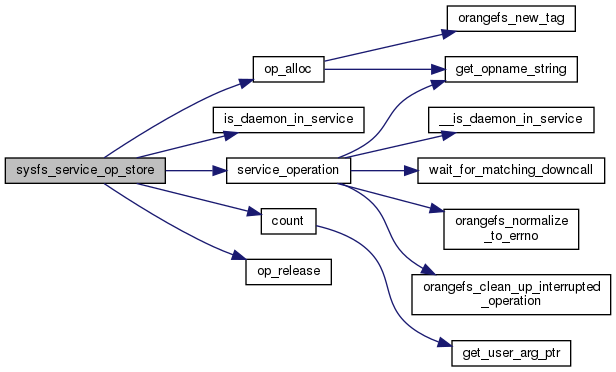 orangefs_new_tag
op_alloc
get_opname_string
is_daemon_in_service
__is_daemon_in_service
sysfs_service_op_store
service_operation
wait_for_matching_downcall
count
orangefs_normalize
_to_errno
op_release
orangefs_clean_up_interrupted
_operation
get_user_arg_ptr